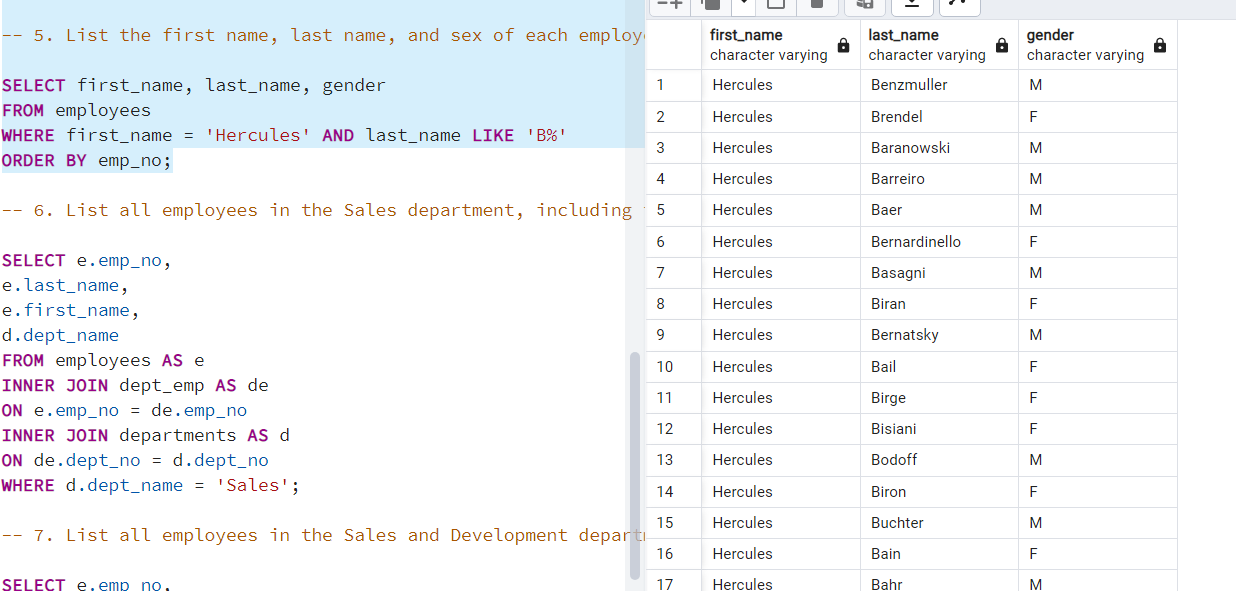 -- 5. List the first name, last name, and sex of each employ
SELECT first_name, last_name, gender
FROM employees
WHERE first_name = 'Hercules' AND last_name LIKE 'B%'
ORDER BY emp_no;
-- 6. List all employees in the Sales department, including
SELECT e.emp_no,
e.last_name,
e.first_name,
d.dept_name
FROM employees AS e
INNER JOIN dept_emp AS de
ON e.emp_no = de.emp_no
INNER JOIN departments AS d
ON de.dept_no = d.dept_no
WHERE d.dept_name = 'Sales';
-- 7. List all employees in the Sales and Development depart
SELECT e.emp_no,
first_name last_name gender
character varying character varying character varying
1 Hercules Benzmuller M
2 Hercules Brendel F
3 Hercules Baranowski M
4 Hercules Barreiro M
5 Hercules Baer M
6 Hercules Bernardinello F
7 Hercules Basagni M
8 Hercules Biran F
9 Hercules Bernatsky M
10 Hercules Bail F
11 Hercules Birge F
12 Hercules Bisiani F
13 Hercules Bodoff M
14 Hercules Biron F
15 Hercules Buchter M
16 Hercules Bain F
17 Hercules Bahr M